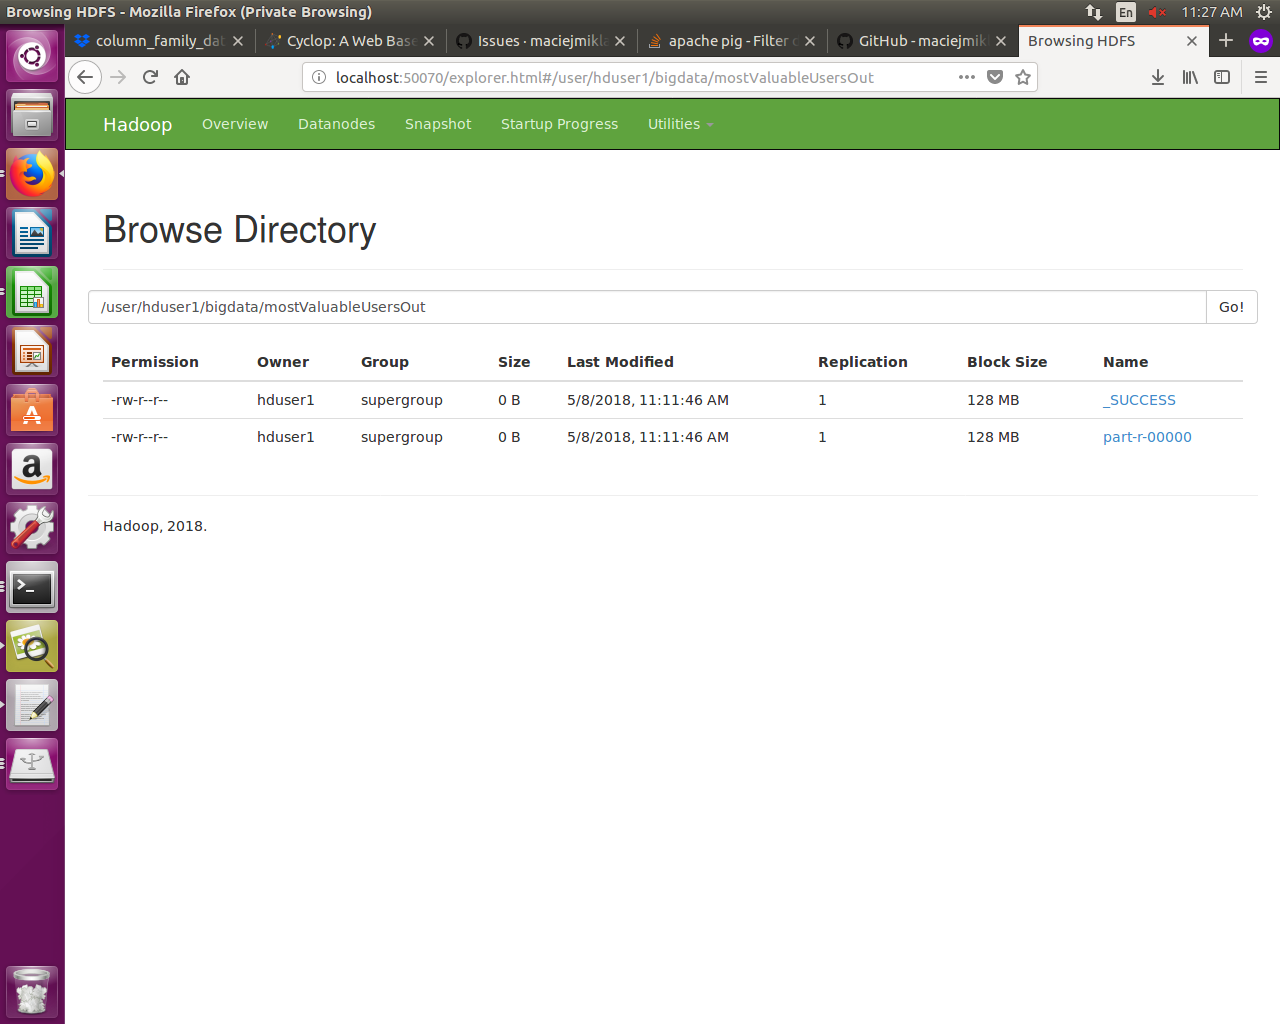 Browsing HDFS - Mozilla Firefox (Private Browsing)
En
11:27 AM
column_family_dat
Cyclop: A Web Base
Issues · maciejmikla
apache pig - Filter
GitHub - maciejmikl
Browsing HDFS
localhost:50070/explorer.html#/user/hduser1/bigdata/mostValuableUsersOut
Hadoop Overview Datanodes Snapshot Startup Progress Utilities
Browse Directory
/user/hduser1/bigdata/mostValuableUsersOut Go!
Permission Owner Group Size Last Modified Replication Block Size Name
-rw-r--r-- hduser1 supergroup 0 B 5/8/2018, 11:11:46 AM 1 128 MB _SUCCESS
-rw-r--r-- hduser1 supergroup 0 B 5/8/2018, 11:11:46 AM 1 128 MB part-r-00000
Hadoop, 2018.